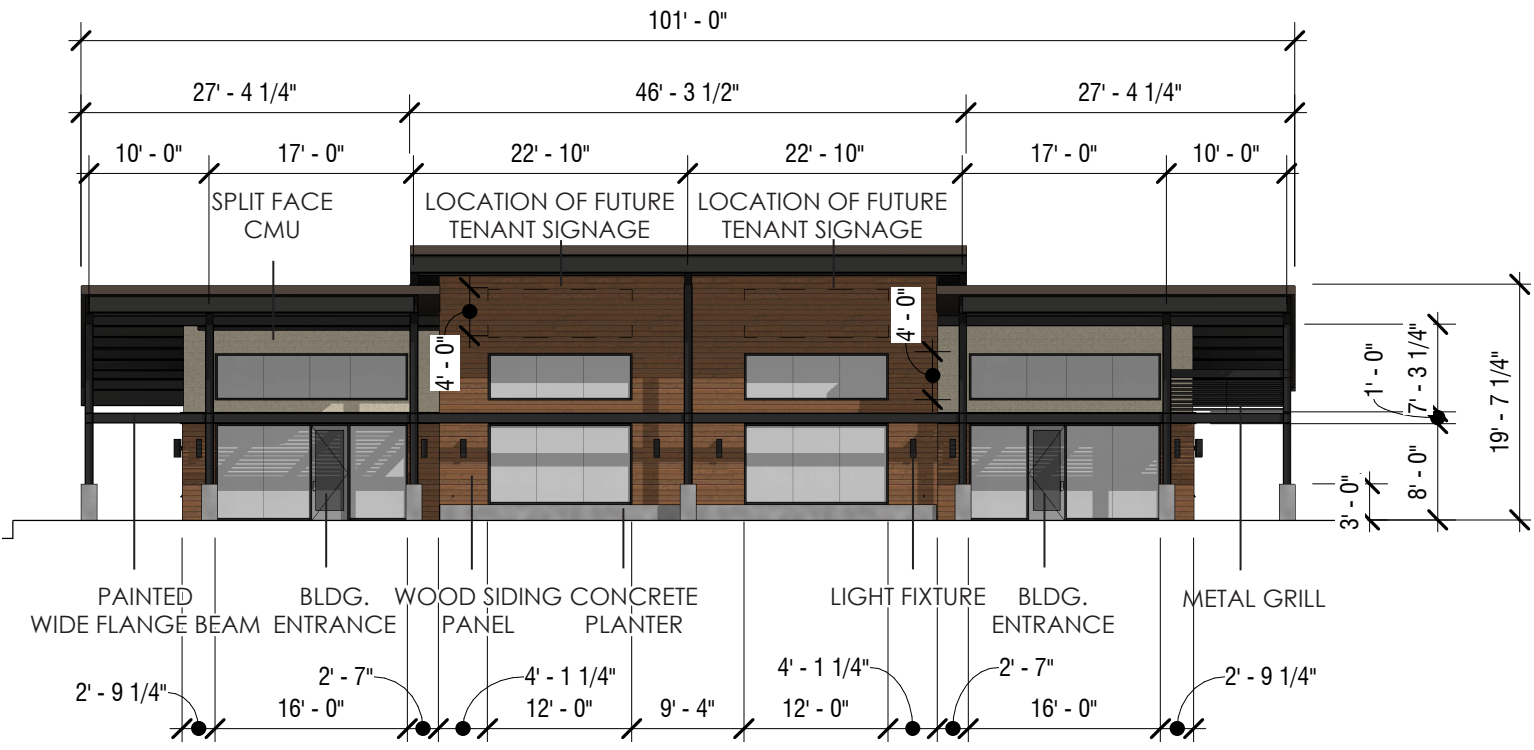 101' - 0"
27' - 4 1/4"
46' - 3 1/2"
27' - 4 1/4"
10' - 0"
17' - 0"
22' - 10"
22' - 10"
17' - 0"
10' - 0"
SPLIT FACE
CMU
LOCATION OF FUTURE
TENANT SIGNAGE
LOCATION OF FUTURE
TENANT SIGNAGE
4' - 0"
4' - 0"
1' - 0"
7' - 3 1/4"
19' - 7 1/4"
3' - 0"
8' - 0"
PAINTED
WIDE FLANGE BEAM
BLDG.
ENTRANCE
WOOD SIDING
PANEL
CONCRETE
PLANTER
LIGHT FIXTURE
BLDG.
ENTRANCE
METAL GRILL
2' - 9 1/4"
16' - 0"
2' - 7"
4' - 1 1/4"
12' - 0"
9' - 4"
12' - 0"
4' - 1 1/4"
2' - 7"
16' - 0"
2' - 9 1/4"